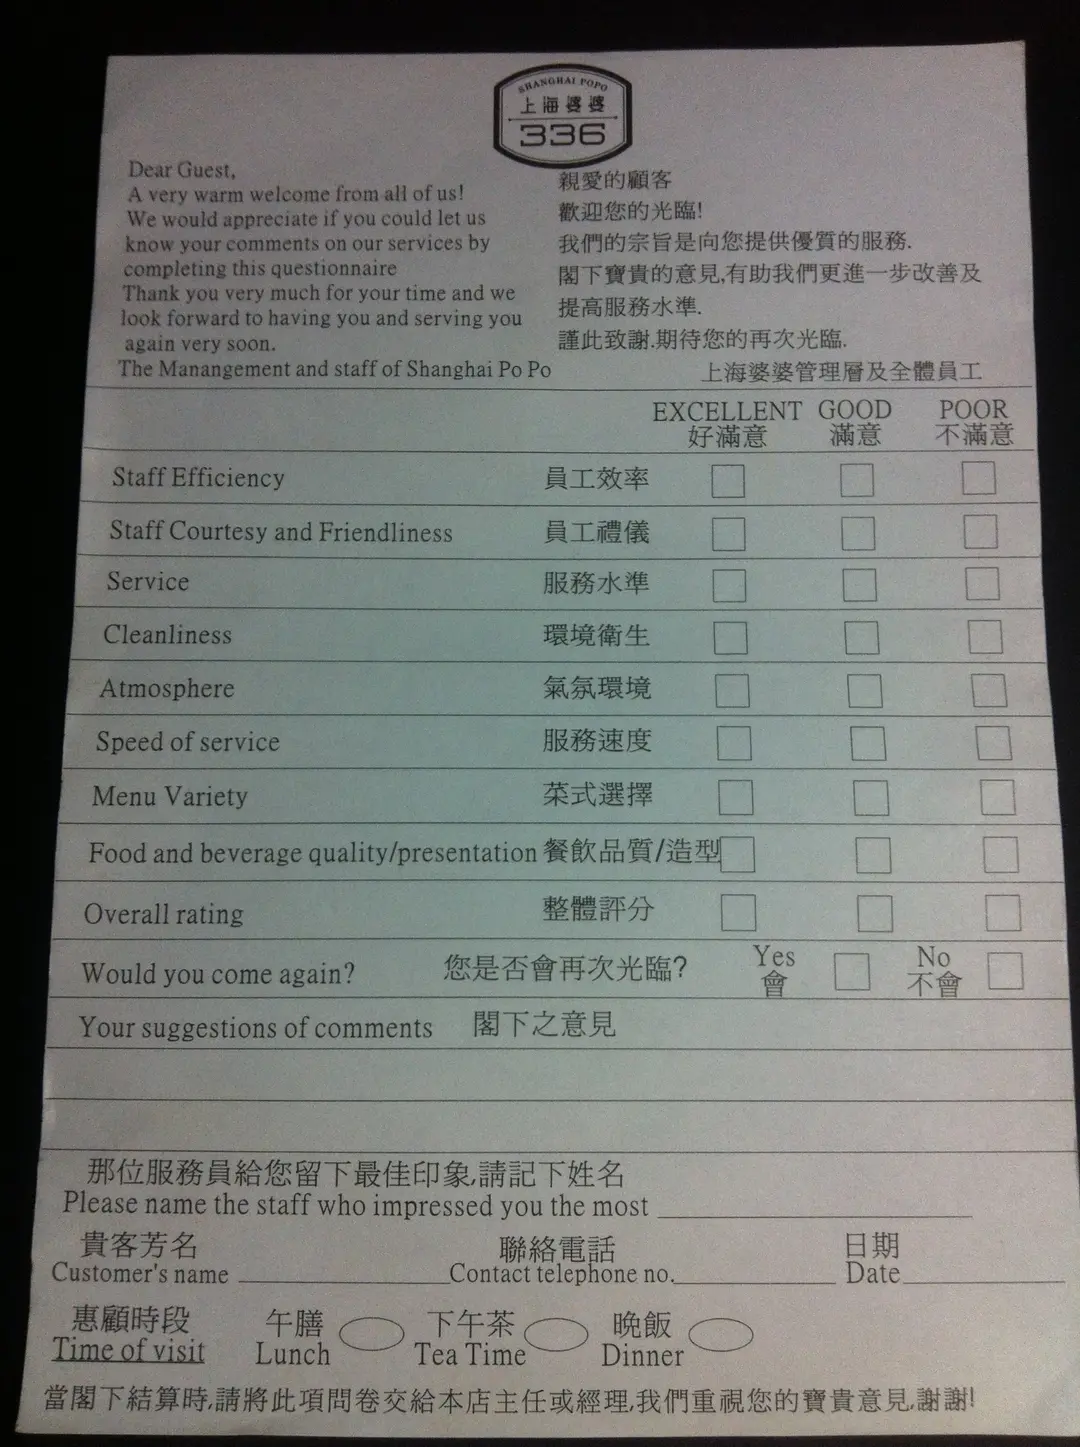 SHANGHAI POPO
上海婆婆
336
Dear Guest,
A very warm welcome from all of us!
We would appreciate if you could let us
know your comments on our services by
completing this questionnaire
Thank you very much for your time and we
look forward to having you and serving you
again very soon.
The Manangement and staff of Shanghai Po Po
親愛的顧客
歡迎您的光臨!
我們的宗旨是向您提供優質的服務.
閣下寶貴的意見,有助我們更進一步改善及
提高服務水準.
謹此致謝.期待您的再次光臨.
上海婆婆管理層及全體員工
EXCELLENT GOOD POOR
好滿意 滿意 不滿意
Staff Efficiency 員工效率
Staff Courtesy and Friendliness 員工禮儀
Service 服務水準
Cleanliness 環境衛生
Atmosphere 氣氛環境
Speed of service 服務速度
Menu Variety 菜式選擇
Food and beverage quality/presentation 餐飲品質/造型
Overall rating 整體評分
Would you come again? 您是否會再次光臨? Yes 會 No 不會
Your suggestions of comments 閣下之意見
那位服務員給您留下最佳印象,請記下姓名
Please name the staff who impressed you the most
貴客芳名 聯絡電話 日期
Customer's name Contact telephone no. Date
惠顧時段 午膳 下午茶 晚飯
Time of visit Lunch Tea Time Dinner
當閣下結算時,請將此項問卷交給本店主任或經理,我們重視您的寶貴意見,謝謝!